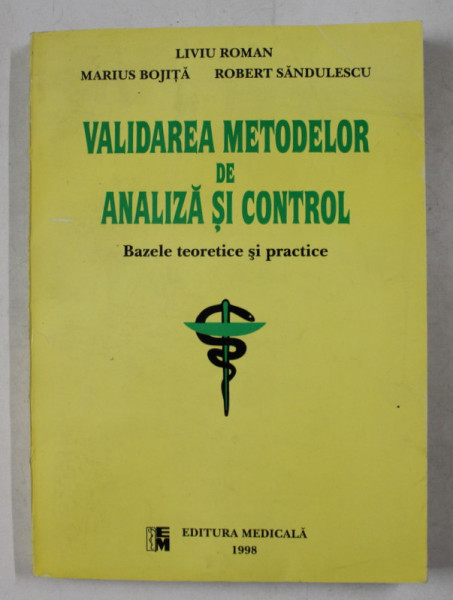 LIVIU ROMAN
MARIUS BOJIȚĂ ROBERT SĂNDULESCU
VALIDAREA METODELOR
DE
ANALIZĂ ȘI CONTROL
Bazele teoretice și practice
EM EDITURA MEDICALĂ
1998